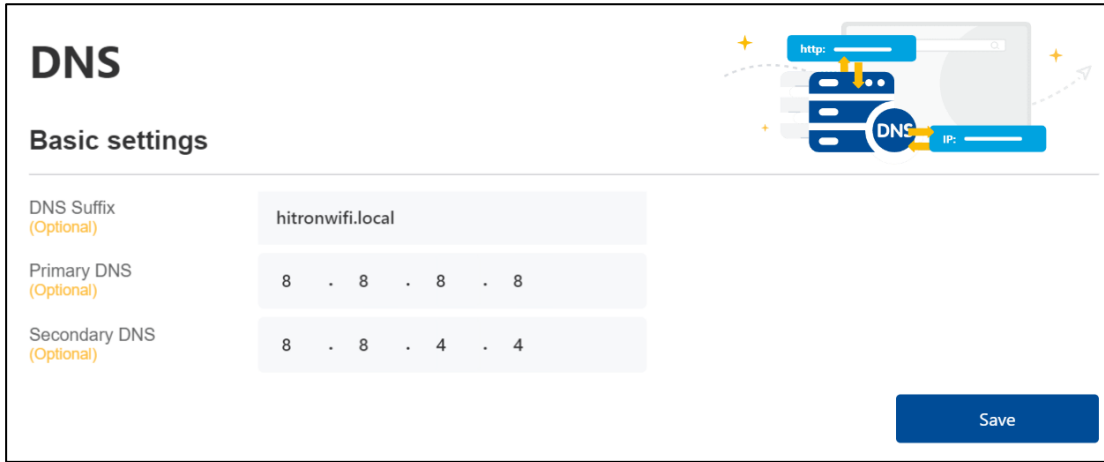 DNS
http:
DNS
IP:
Basic settings
DNS Suffix
(Optional)
hitronwifi.local
Primary DNS
(Optional)
8 . 8 . 8 . 8
Secondary DNS
(Optional)
8 . 8 . 4 . 4
Save